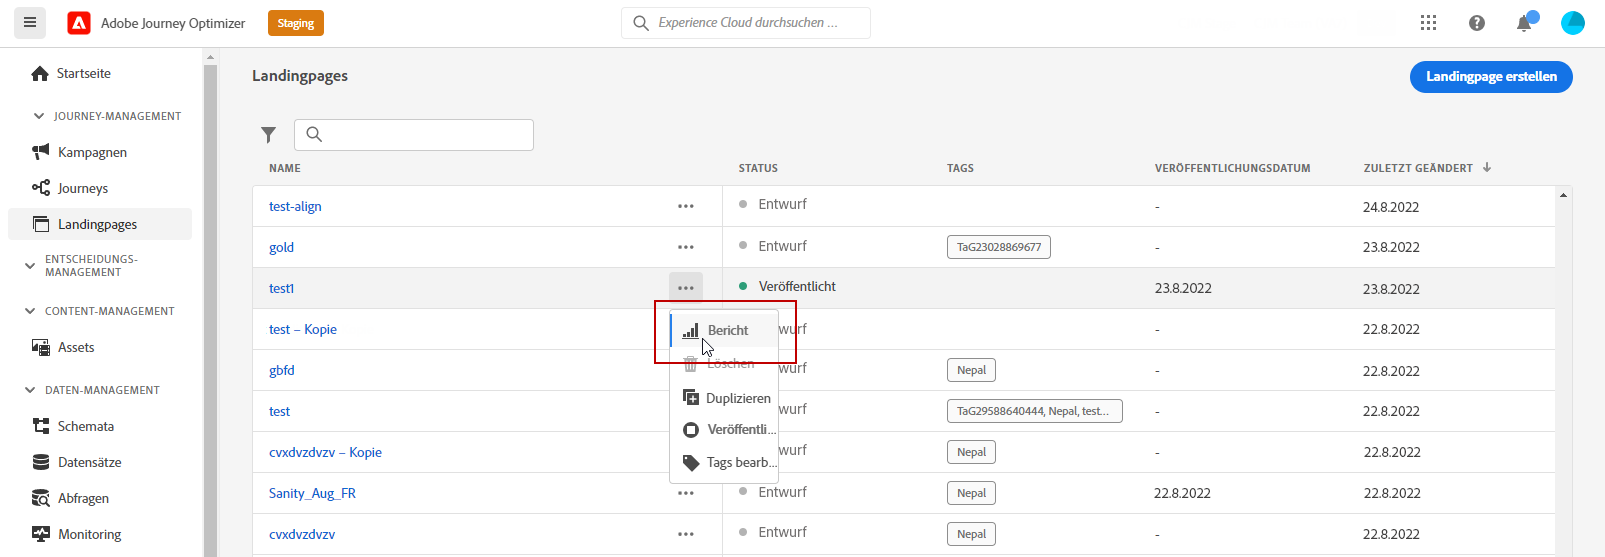 Adobe Journey Optimizer
Staging
Experience Cloud durchsuchen ...
Startseite
JOURNEY-MANAGEMENT
Kampagnen
Journeys
Landingpages
ENTSCHEIDUNGS-
MANAGEMENT
CONTENT-MANAGEMENT
Assets
DATEN-MANAGEMENT
Schemata
Datensätze
Abfragen
Monitoring
Landingpages
Landingpage erstellen
NAME STATUS TAGS VERÖFFENTLICHUNGSDATUM ZULETZT GEÄNDERT
test-align Entwurf - 24.8.2022
gold Entwurf TaG23028869677 - 23.8.2022
test1 Veröffentlicht 23.8.2022 23.8.2022
test – Kopie wurf - 22.8.2022
gbfd wurf Nepal - 22.8.2022
test wurf TaG29588640444, Nepal, test... - 22.8.2022
cvxdvzdvzv – Kopie wurf Nepal - 22.8.2022
Sanity_Aug_FR Entwurf Nepal 22.8.2022 22.8.2022
cvxdvzdvzv Entwurf Nepal - 22.8.2022
Bericht
Löschen
Duplizieren
Veröffentli...
Tags bearb...